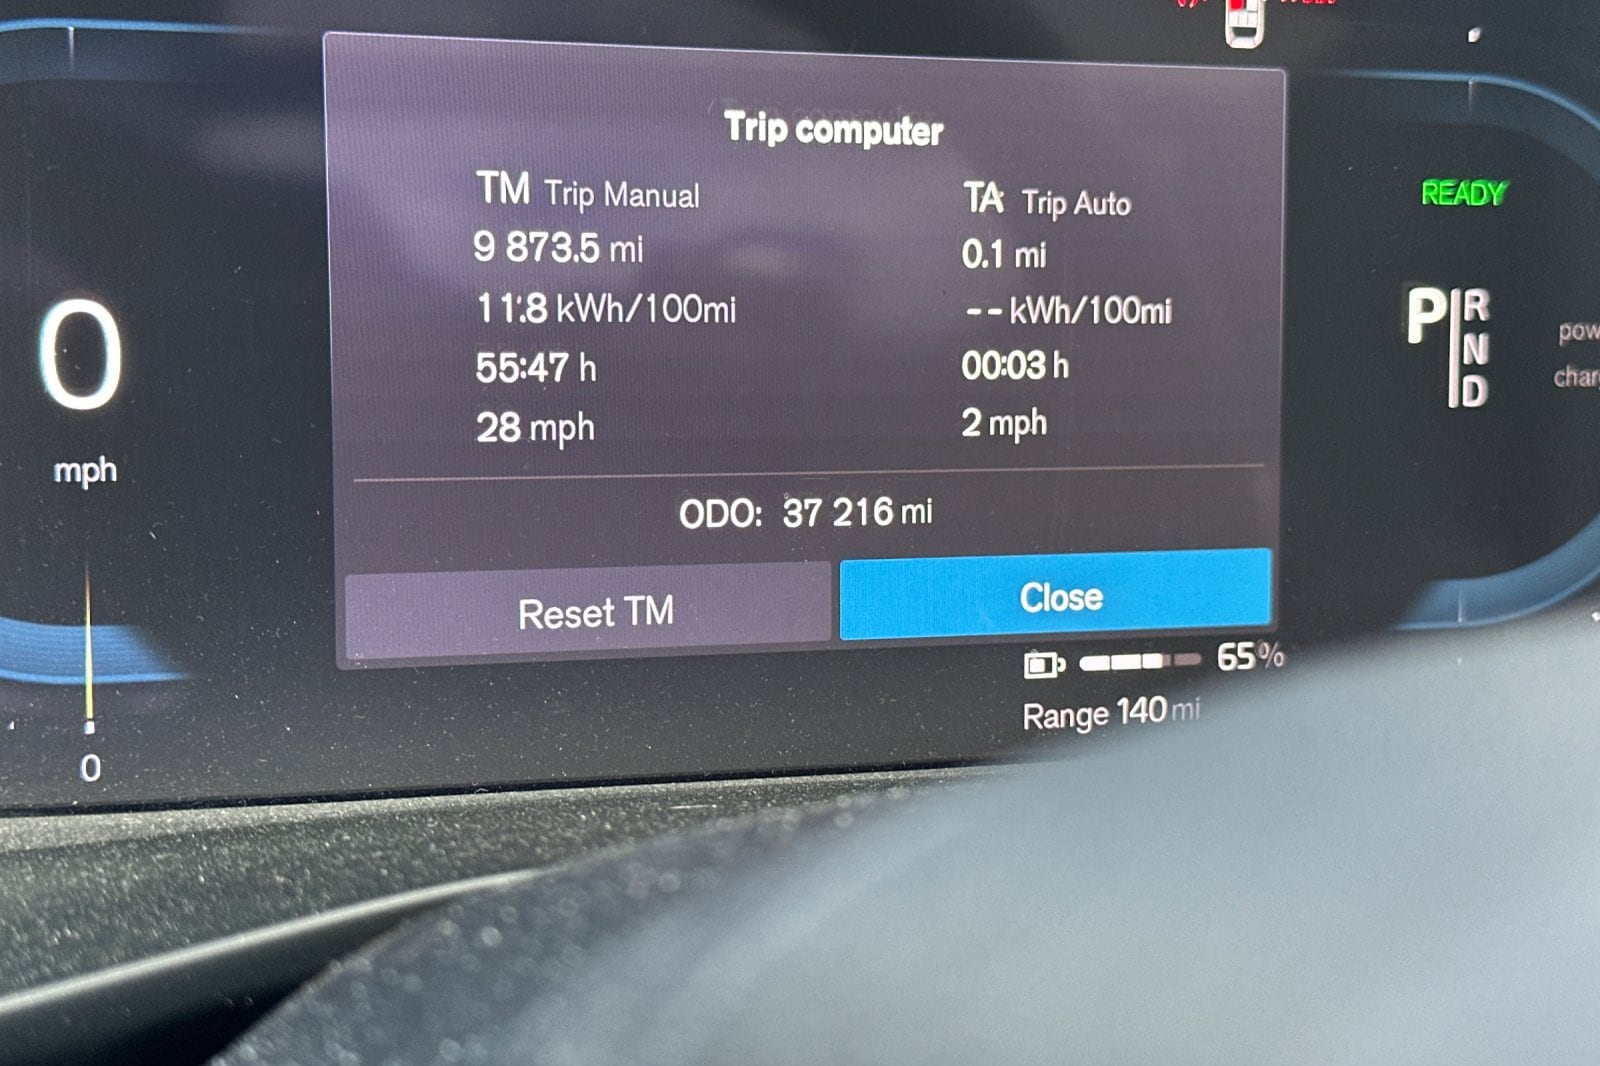 Trip computer
TM Trip Manual
9 873.5 mi
11.8 kWh/100mi
55:47 h
28 mph
TA Trip Auto
0.1 mi
-- kWh/100mi
00:03 h
2 mph
ODO: 37 216 mi
Reset TM
Close
0
mph
0
READY
P
R
N
D
65%
Range 140 mi